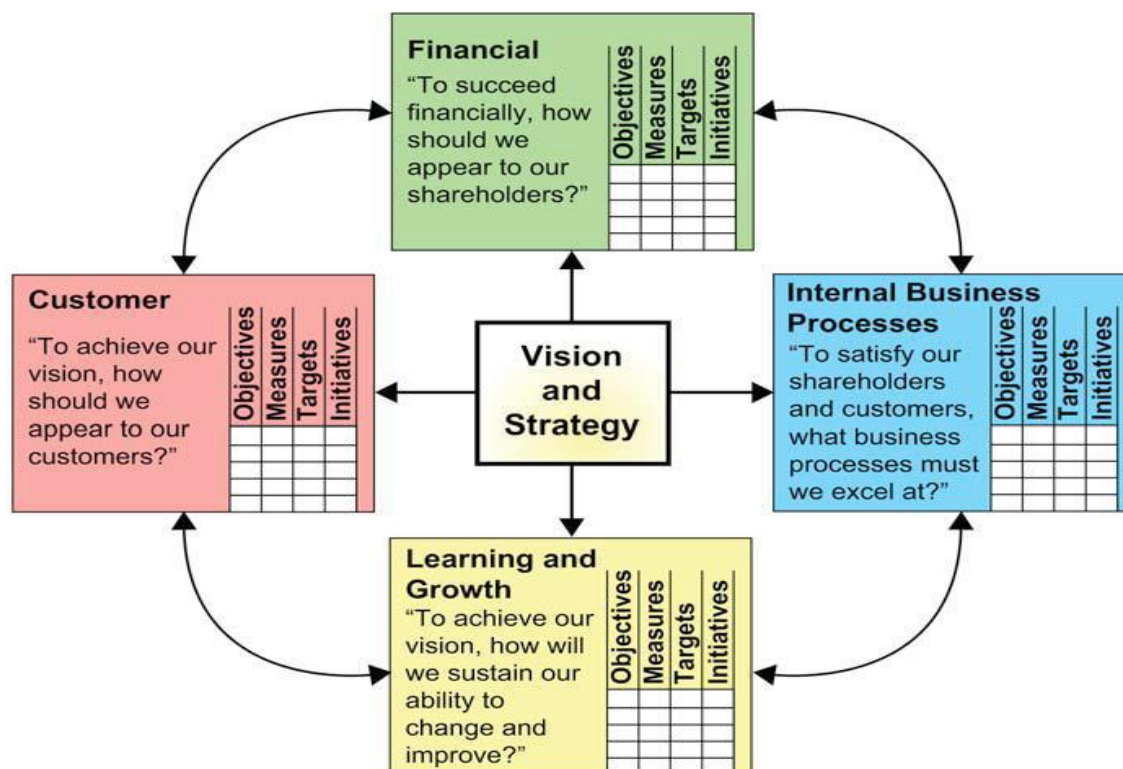 Financial
“To succeed
financially, how
should we
appear to our
shareholders?”
Objectives
Measures
Targets
Initiatives
Customer
“To achieve our
vision, how
should we
appear to our
customers?”
Objectives
Measures
Targets
Initiatives
Vision
and
Strategy
Internal Business
Processes
“To satisfy our
shareholders
and customers,
what business
processes must
we excel at?”
Objectives
Measures
Targets
Initiatives
Learning and
Growth
“To achieve our
vision, how will
we sustain our
ability to
change and
improve?”
Objectives
Measures
Targets
Initiatives